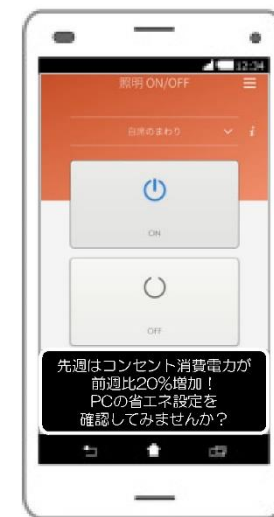 12:34
照明 ON/OFF
自席のまわり
i
ON
OFF
先週はコンセント消費電力が
前週比20%増加！
PCの省エネ設定を
確認してみませんか？